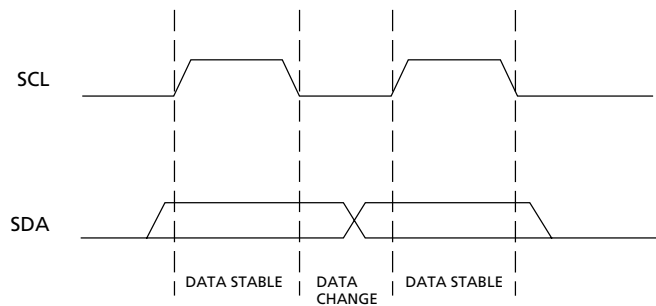 SCL
SDA
DATA STABLE
DATA
CHANGE
DATA STABLE